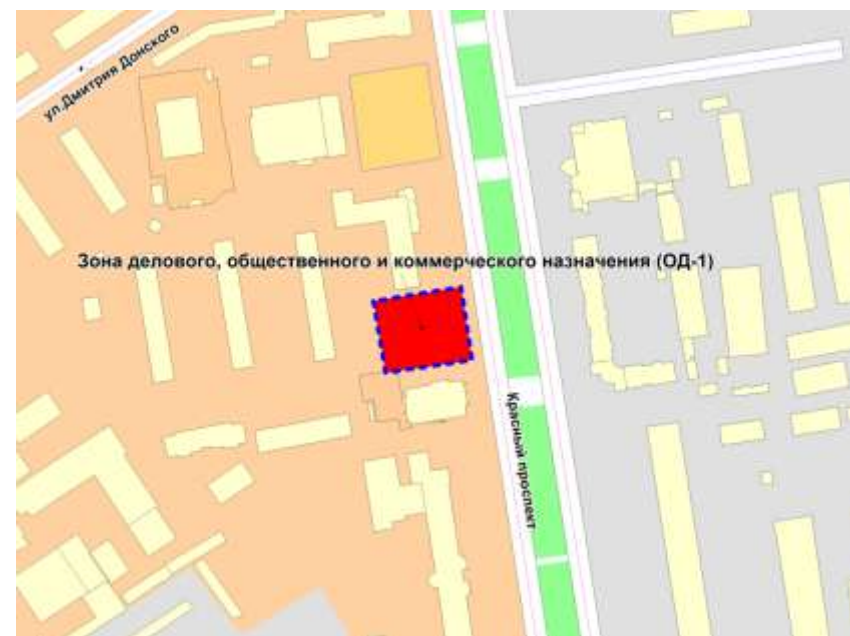 ул.Дмитрия Донского
Зона делового, общественного и коммерческого назначения (ОД-1)
Красный проспект